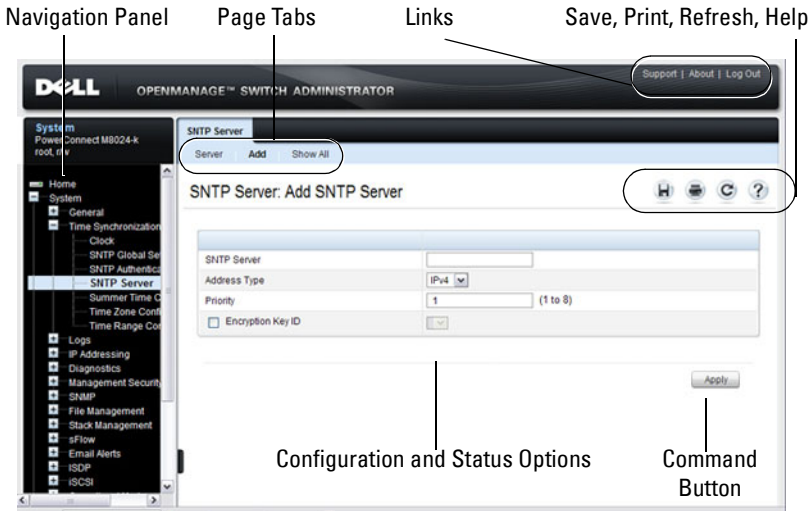 Navigation Panel Page Tabs Links Save, Print, Refresh, Help
DELL OPENMANAGE™ SWITCH ADMINISTRATOR
Support | About | Log Out
System
PowerConnect M8024-k
root, r/w
SNTP Server
Server Add Show All
SNTP Server: Add SNTP Server
Home
System
General
Time Synchronization
Clock
SNTP Global Se
SNTP Authentica
SNTP Server
Summer Time C
Time Zone Confi
Time Range Con
Logs
IP Addressing
Diagnostics
Management Security
SNMP
File Management
Stack Management
sFlow
Email Alerts
ISDP
iSCSI
SNTP Server
Address Type IPv4
Priority 1 (1 to 8)
Encryption Key ID
Apply
Configuration and Status Options
Command
Button